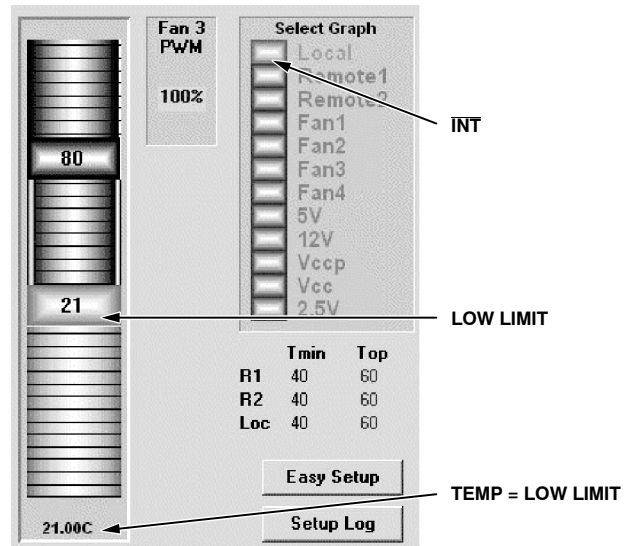 Fan 3
PWM
100%
80
21
21.00C
Select Graph
Local
Remote1
Remote2
Fan1
Fan2
Fan3
Fan4
5V
12V
Vccp
Vcc
2.5V
Tmin Top
R1 40 60
R2 40 60
Loc 40 60
Easy Setup
Setup Log
INT
LOW LIMIT
TEMP = LOW LIMIT